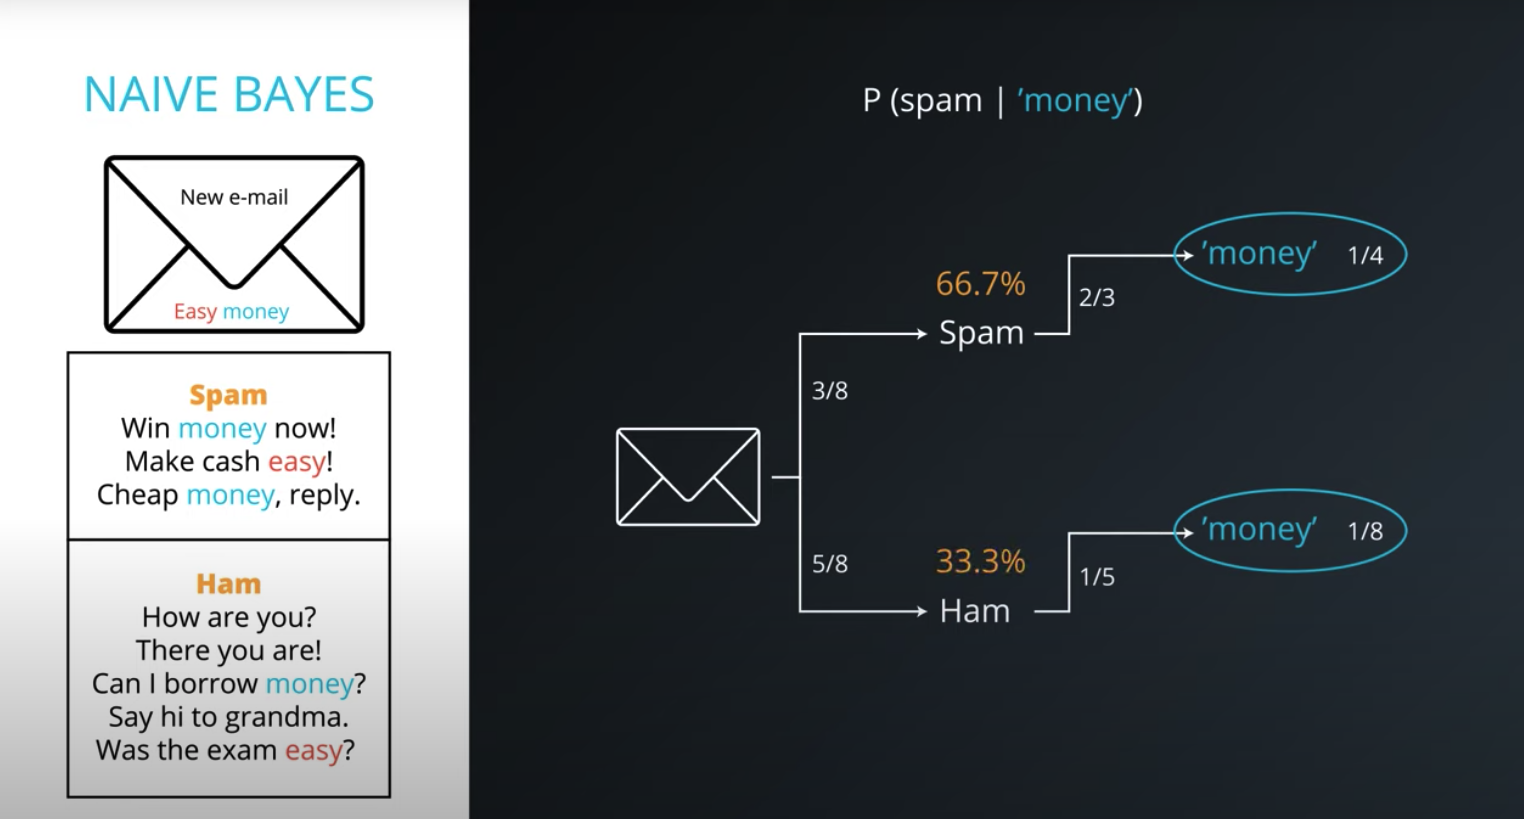 NAIVE BAYES
New e-mail
Easy money
Spam
Win money now!
Make cash easy!
Cheap money, reply.
Ham
How are you?
There you are!
Can I borrow money?
Say hi to grandma.
Was the exam easy?
P (spam | ’money’)
’money’ 1/4
66.7%
2/3
Spam
3/8
’money’ 1/8
5/8
33.3%
1/5
Ham